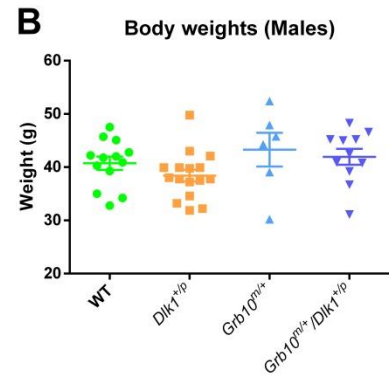 B
Body weights (Males)
Weight (g)
60
50
40
30
20
WT
Dlk1+/p
Grb10m/+
Grb10m/+/Dlk1+/p